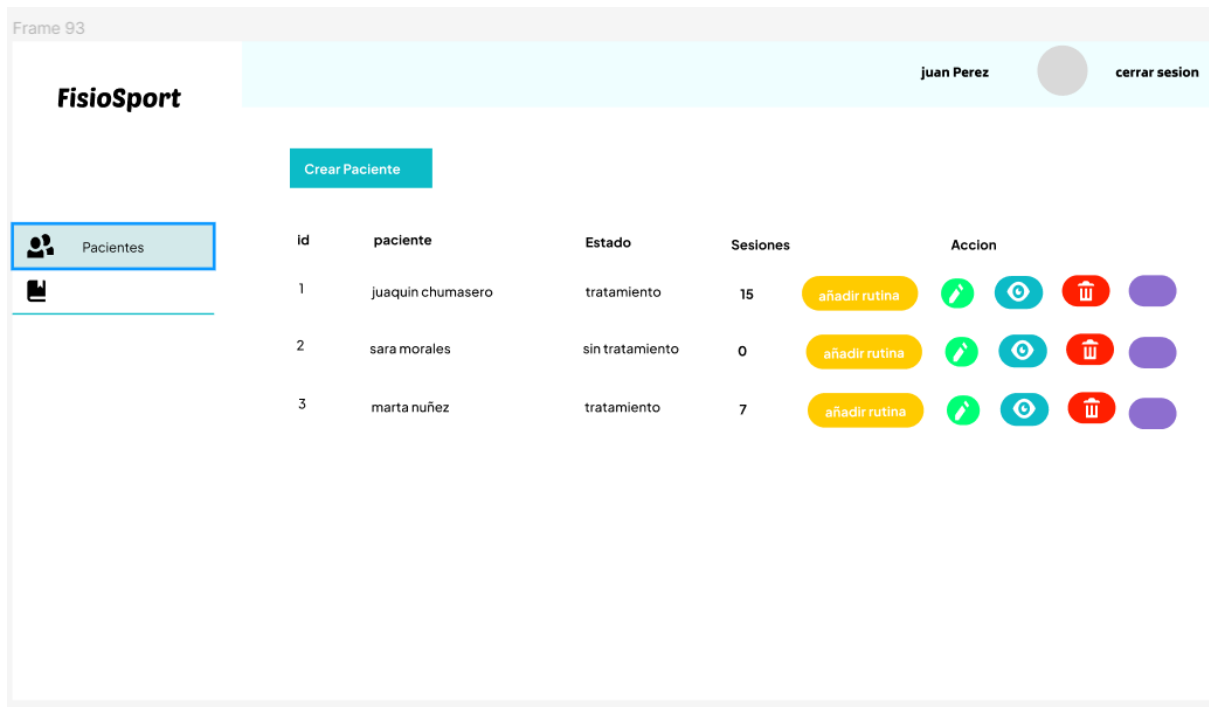 Frame 93
juan Perez cerrar sesion
FisioSport
Crear Paciente
Pacientes
id paciente Estado Sesiones Accion
1 juaquin chumasero tratamiento 15 añadir rutina
2 sara morales sin tratamiento 0 añadir rutina
3 marta nuñez tratamiento 7 añadir rutina